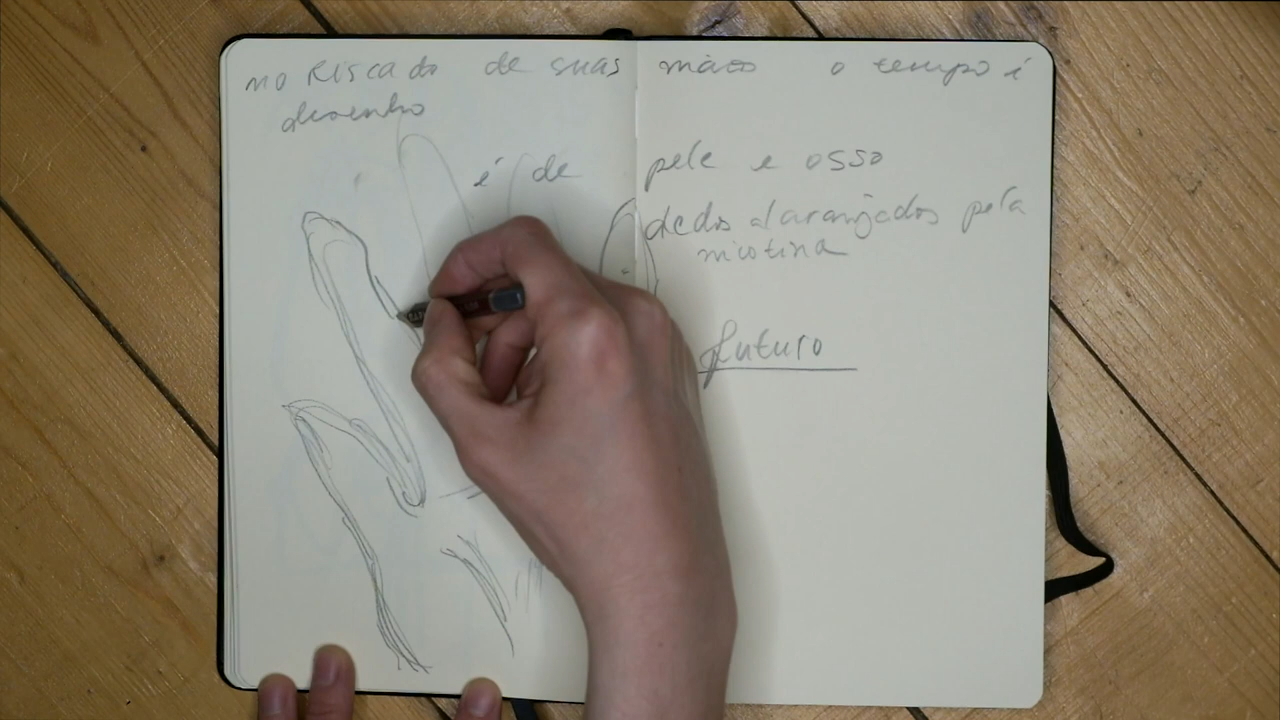 no Riscado de suas mãos o tempo é
desenho
é de pele e osso
dedos alaranjados pela
nicotina
futuro